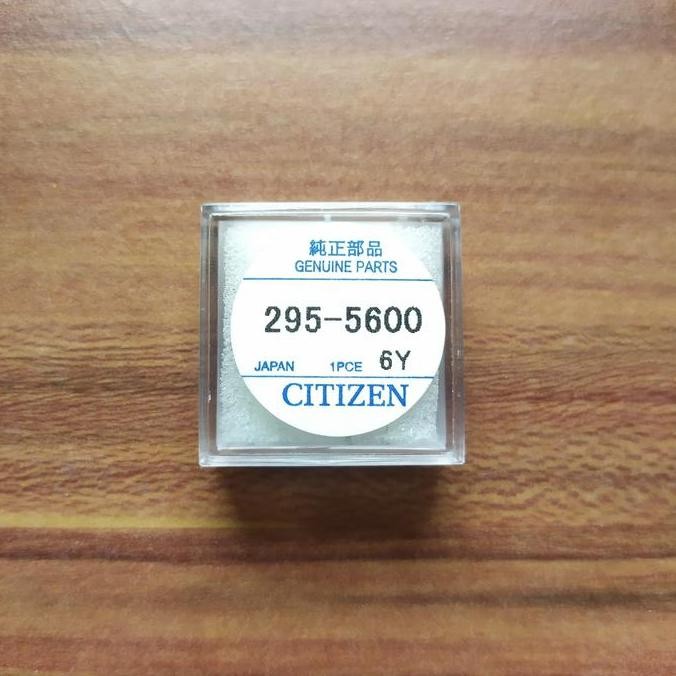 純正部品
GENUINE PARTS
295-5600
JAPAN 1PCE 6Y
CITIZEN